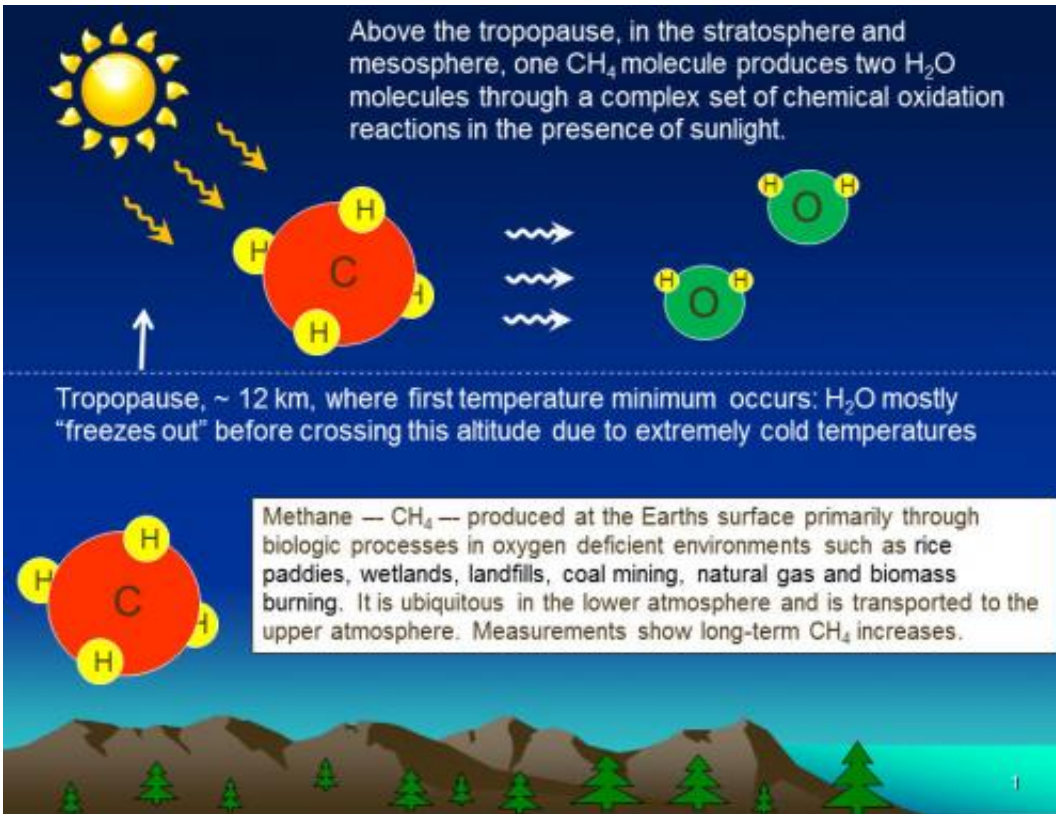 Above the tropopause, in the stratosphere and
mesosphere, one CH₄ molecule produces two H₂O
molecules through a complex set of chemical oxidation
reactions in the presence of sunlight.
H H
O
H
H
C
H
H
H H
O
Tropopause, ~ 12 km, where first temperature minimum occurs: H₂O mostly
“freezes out” before crossing this altitude due to extremely cold temperatures
Methane — CH₄ — produced at the Earths surface primarily through
biologic processes in oxygen deficient environments such as rice
paddies, wetlands, landfills, coal mining, natural gas and biomass
burning. It is ubiquitous in the lower atmosphere and is transported to the
upper atmosphere. Measurements show long-term CH₄ increases.
H
H
C
H
H
1